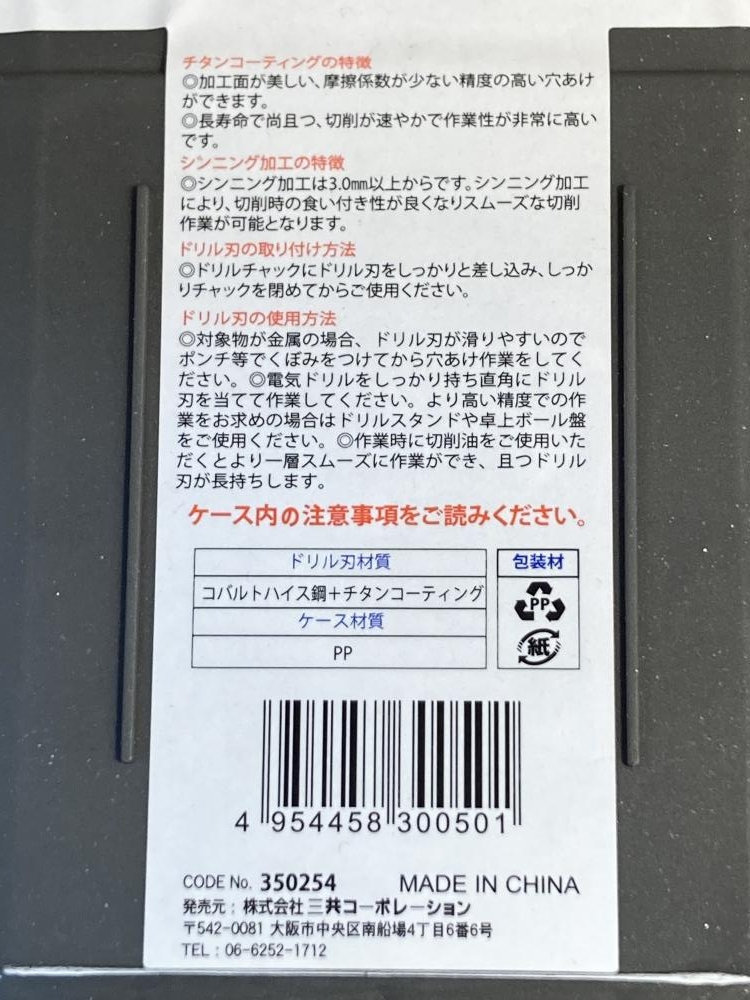 チタンコーティングの特徴
◎加工面が美しい、摩擦係数が少ない精度の高い穴あけ
ができます。
◎長寿命で尚且つ、切削が速やかで作業性が非常に高い
です。
シンニング加工の特徴
◎シンニング加工は3.0mm以上からです。シンニング加工
により、切削時の食い付き性が良くなりスムーズな切削
作業が可能となります。
ドリル刃の取り付け方法
◎ドリルチャックにドリル刃をしっかりと差し込み、しっか
りチャックを閉めてからご使用ください。
ドリル刃の使用方法
◎対象物が金属の場合、ドリル刃が滑りやすいので
ポンチ等でくぼみをつけてから穴あけ作業をしてく
ださい。◎電気ドリルをしっかり持ち直角にドリル
刃を当てて作業してください。より高い精度での作
業をお求めの場合はドリルスタンドや卓上ボール盤
をご使用ください。◎作業時に切削油をご使用いた
だくとより一層スムーズに作業ができ、且つドリル
刃が長持ちします。
ケース内の注意事項をご読みください。
ドリル刃材質
コバルトハイス鋼+チタンコーティング
ケース材質
PP
包装材
PP
紙
4 954458 300501
CODE No. 350254 MADE IN CHINA
発売元：株式会社三共コーポレーション
〒542-0081 大阪市中央区南船場4丁目6番6号
TEL：06-6252-1712